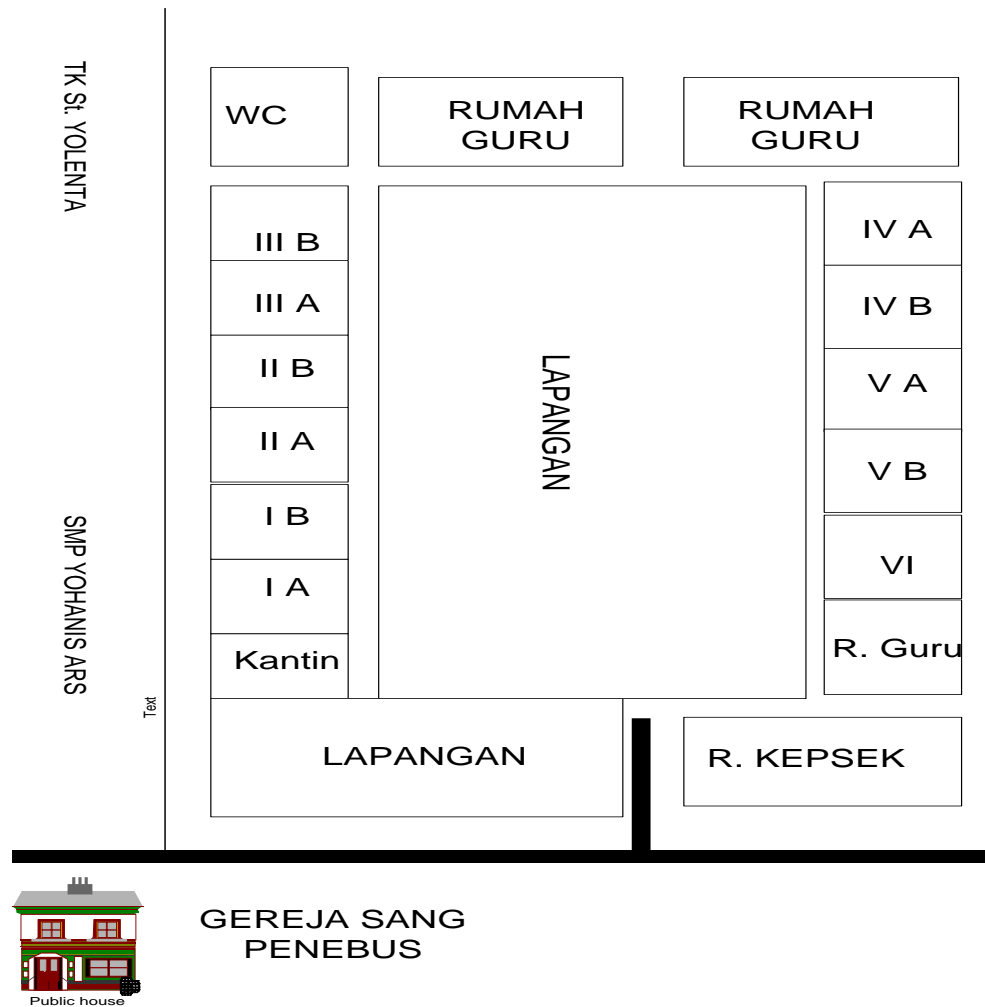 TK St. YOLENTA
WC
RUMAH
GURU
RUMAH
GURU
III B
III A
II B
II A
I B
I A
Kantin
LAPANGAN
IV A
IV B
V A
V B
VI
R. Guru
SMP YOHANIS ARS
Text
LAPANGAN
R. KEPSEK
GEREJA SANG
PENEBUS
Public house